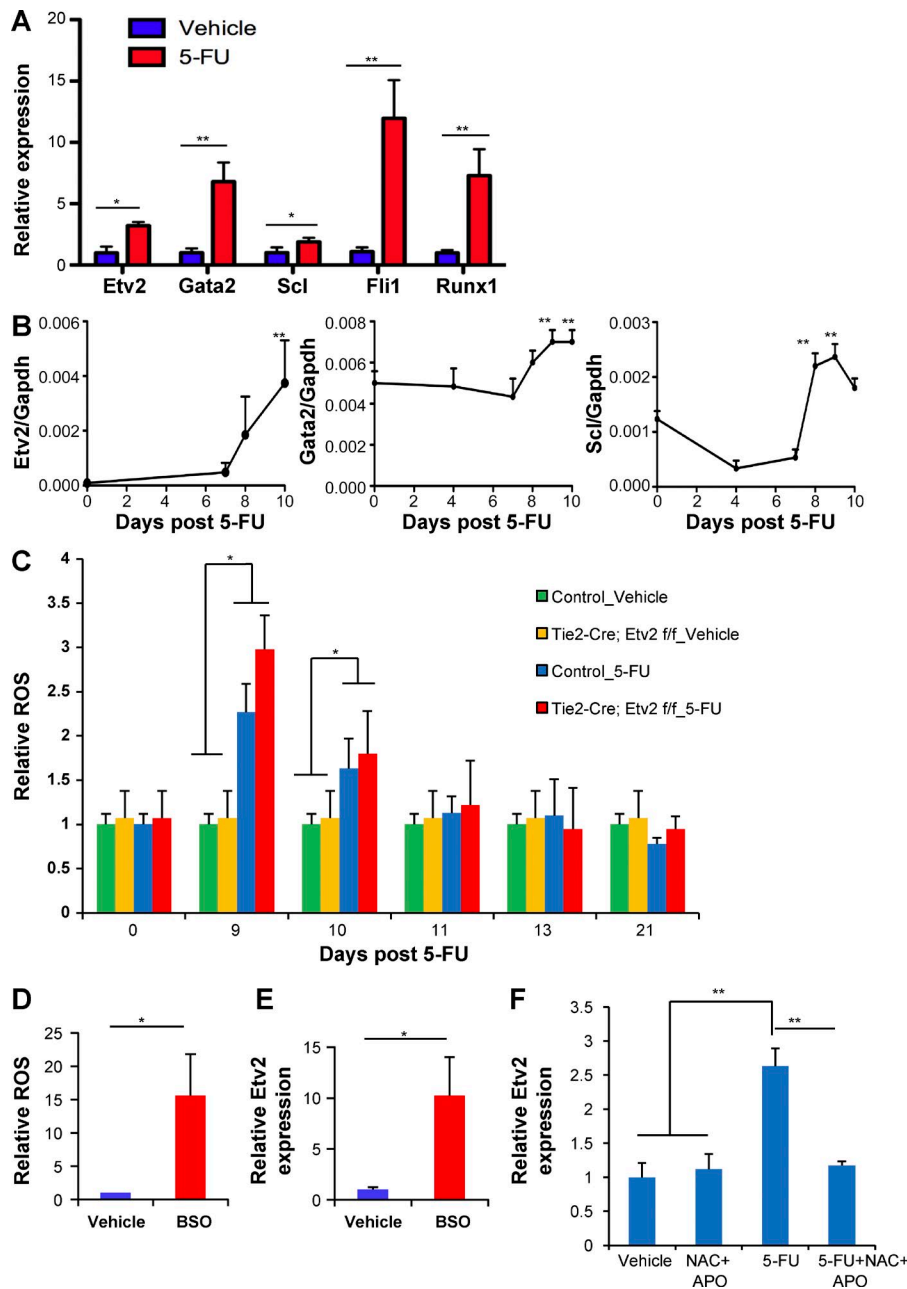 A
Vehicle
5-FU
Relative expression
20
15
10
5
0
*
**
*
**
**
Etv2 Gata2 Scl Fli1 Runx1
B
Etv2/Gapdh
0.006
0.004
0.002
0.000
**
0 2 4 6 8 10
Days post 5-FU
Gata2/Gapdh
0.008
0.006
0.004
0.002
0.000
** **
0 2 4 6 8 10
Days post 5-FU
Scl/Gapdh
0.003
0.002
0.001
0.000
** **
0 2 4 6 8 10
Days post 5-FU
C
Relative ROS
4
3.5
3
2.5
2
1.5
1
0.5
0
*
*
Control_Vehicle
Tie2-Cre; Etv2 f/f_Vehicle
Control_5-FU
Tie2-Cre; Etv2 f/f_5-FU
0 9 10 11 13 21
Days post 5-FU
D
Relative ROS
25
20
15
10
5
0
*
Vehicle BSO
E
Relative Etv2
expression
15
10
5
0
*
Vehicle BSO
F
Relative Etv2
expression
3.5
3
2.5
2
1.5
1
0.5
0
**
**
Vehicle NAC+ 5-FU 5-FU+NAC+
APO APO